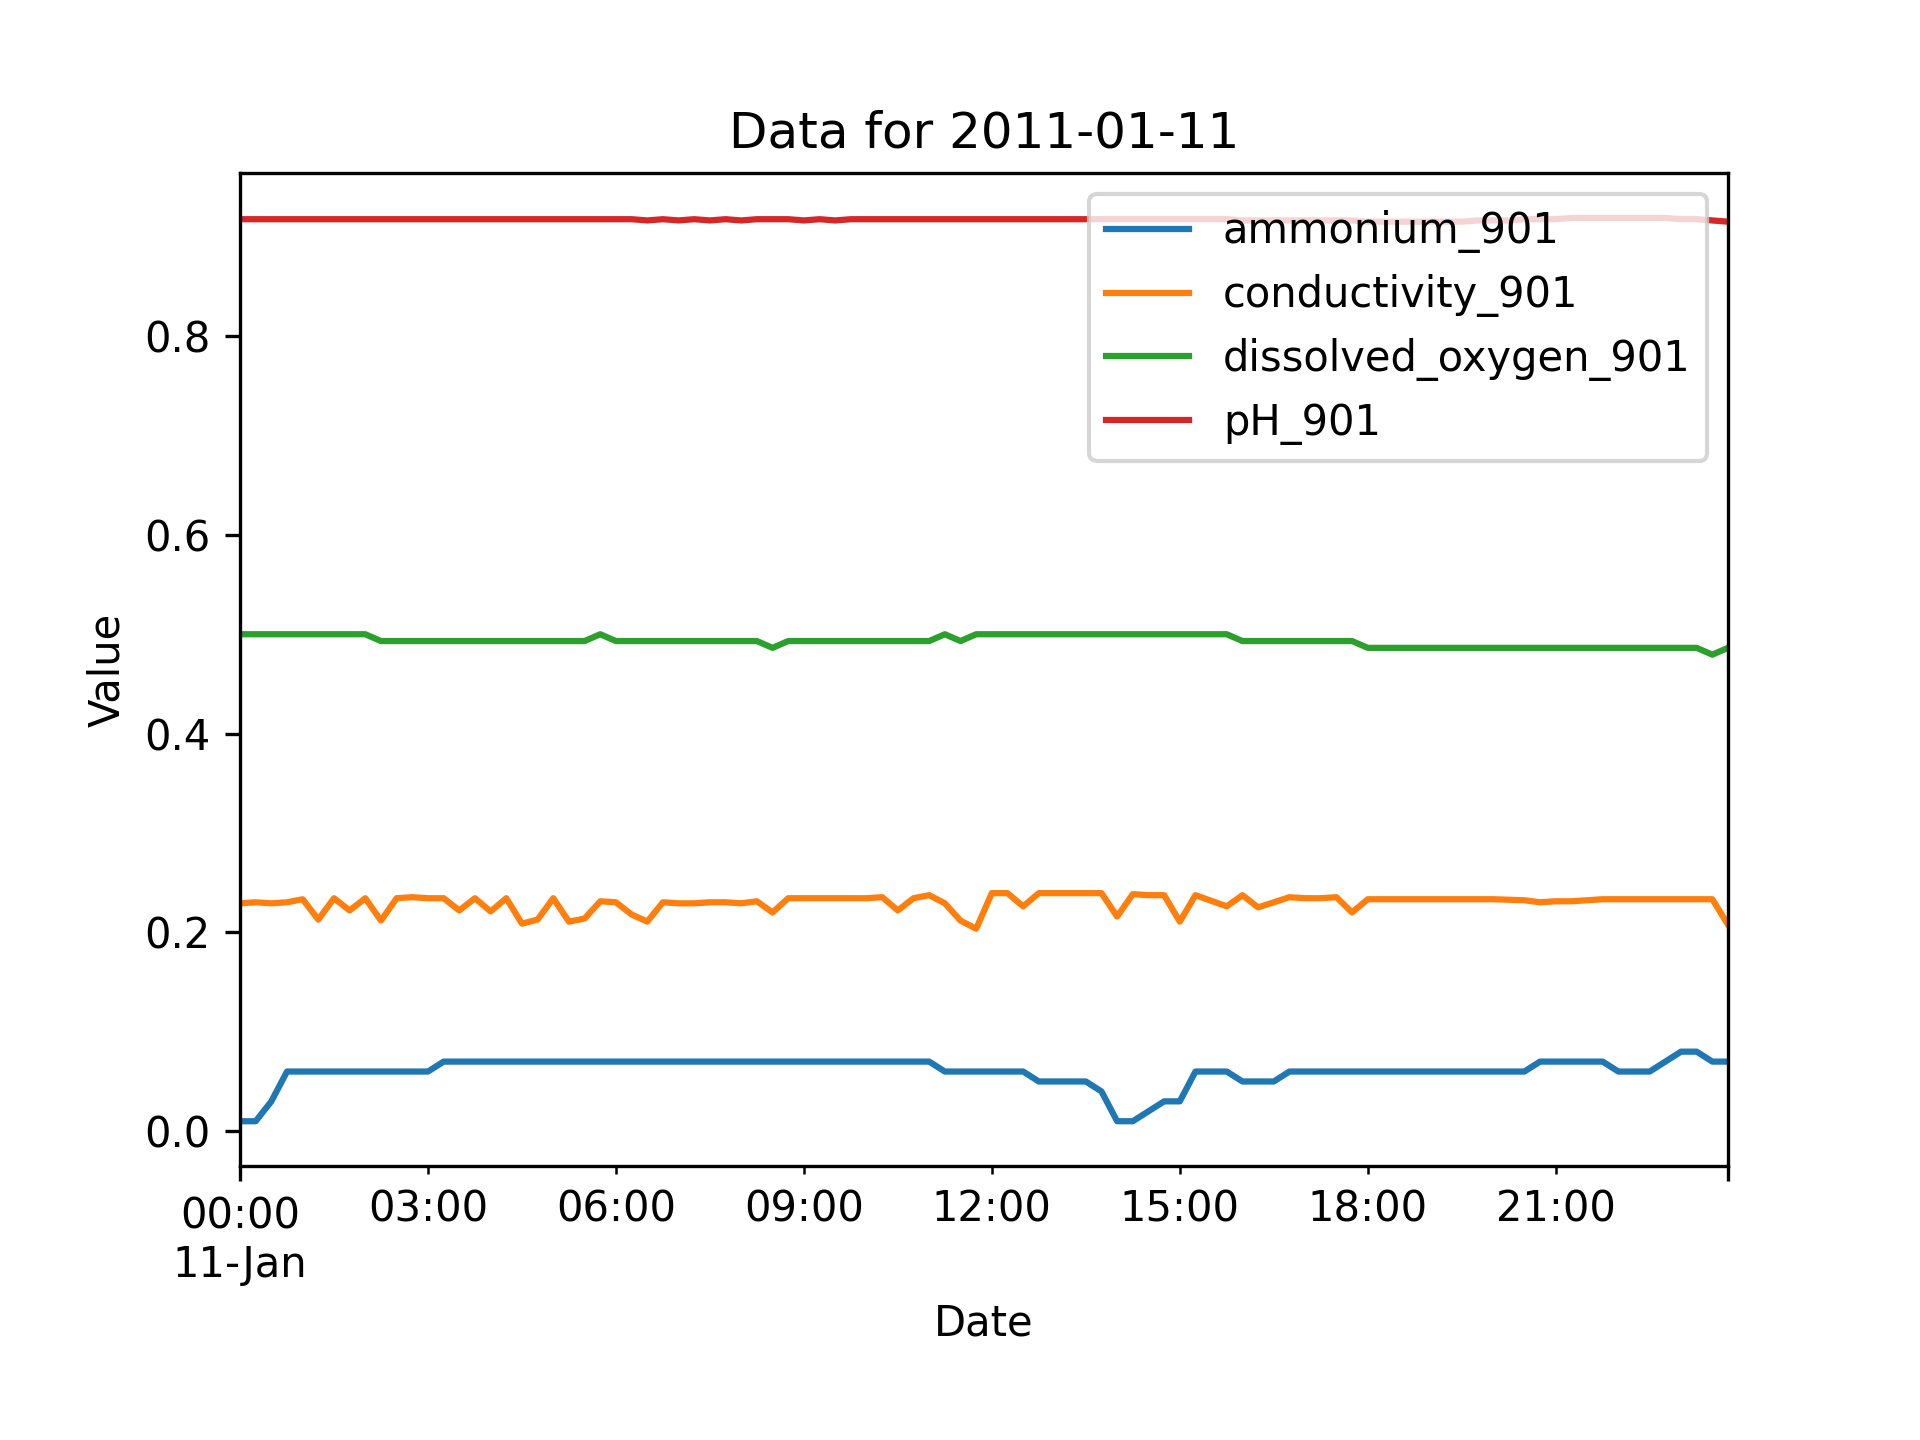 Data for 2011-01-11
ammonium_901
conductivity_901
dissolved_oxygen_901
pH_901
Value
0.8
0.6
0.4
0.2
0.0
00:00 03:00 06:00 09:00 12:00 15:00 18:00 21:00
11-Jan
Date